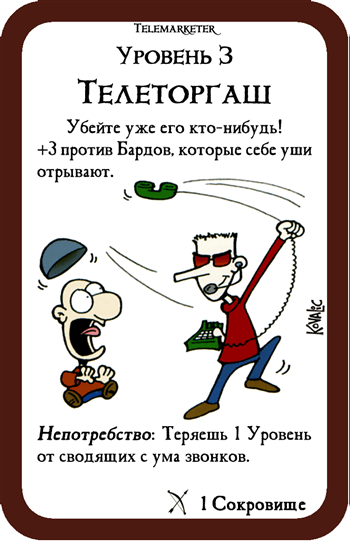 Telemarketer
Уровень 3
Телеторгаш
Убейте уже его кто-нибудь!
+3 против Бардов, которые себе уши
отрывают.
Kovalic
Непотребство: Теряешь 1 Уровень
от сводящих с ума звонков.
1 Сокровище